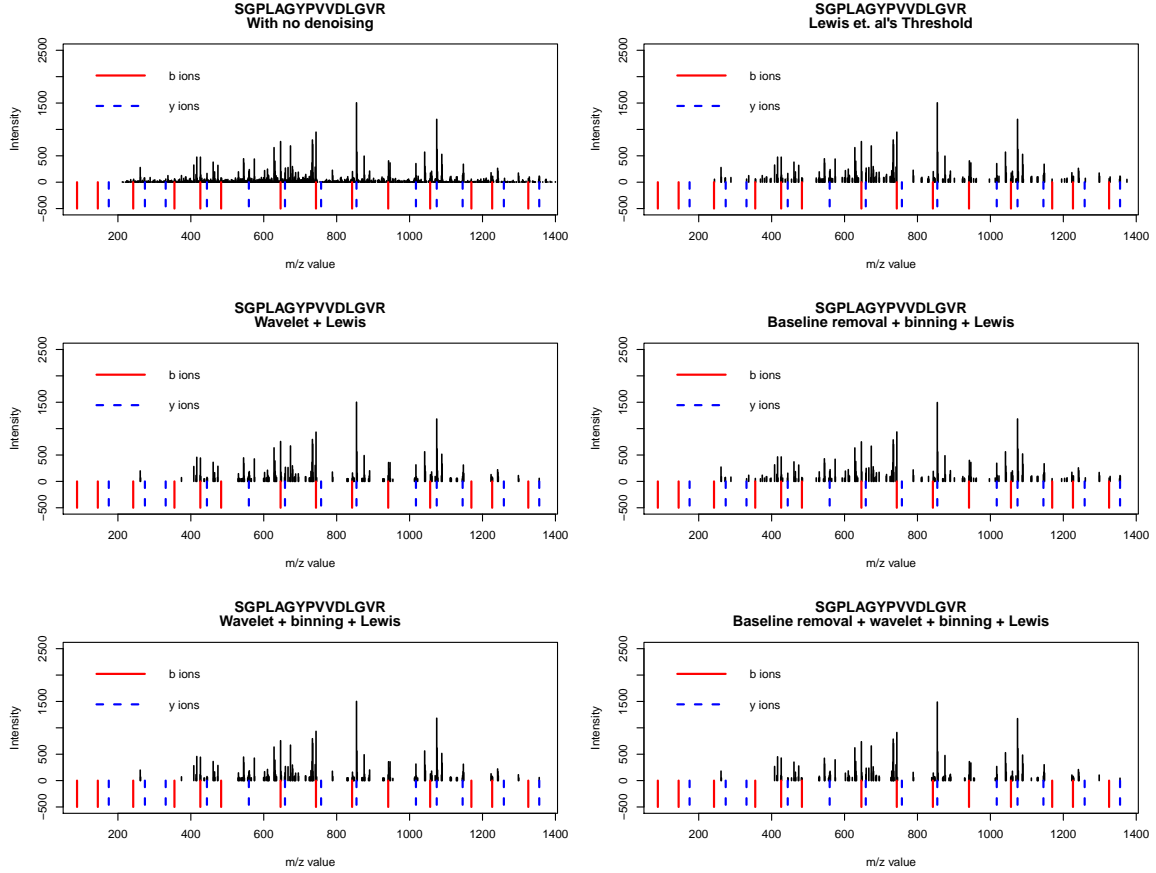 SGPLAGYPVVDLGVR
With no denoising
Intensity
2500
1500
500
0
−500
b ions
y ions
200 400 600 800 1000 1200 1400
m/z value
SGPLAGYPVVDLGVR
Lewis et. al's Threshold
Intensity
2500
1500
500
0
−500
b ions
y ions
200 400 600 800 1000 1200 1400
m/z value
SGPLAGYPVVDLGVR
Wavelet + Lewis
Intensity
2500
1500
500
0
−500
b ions
y ions
200 400 600 800 1000 1200 1400
m/z value
SGPLAGYPVVDLGVR
Baseline removal + binning + Lewis
Intensity
2500
1500
500
0
−500
b ions
y ions
200 400 600 800 1000 1200 1400
m/z value
SGPLAGYPVVDLGVR
Wavelet + binning + Lewis
Intensity
2500
1500
500
0
−500
b ions
y ions
200 400 600 800 1000 1200 1400
m/z value
SGPLAGYPVVDLGVR
Baseline removal + wavelet + binning + Lewis
Intensity
2500
1500
500
0
−500
b ions
y ions
200 400 600 800 1000 1200 1400
m/z value